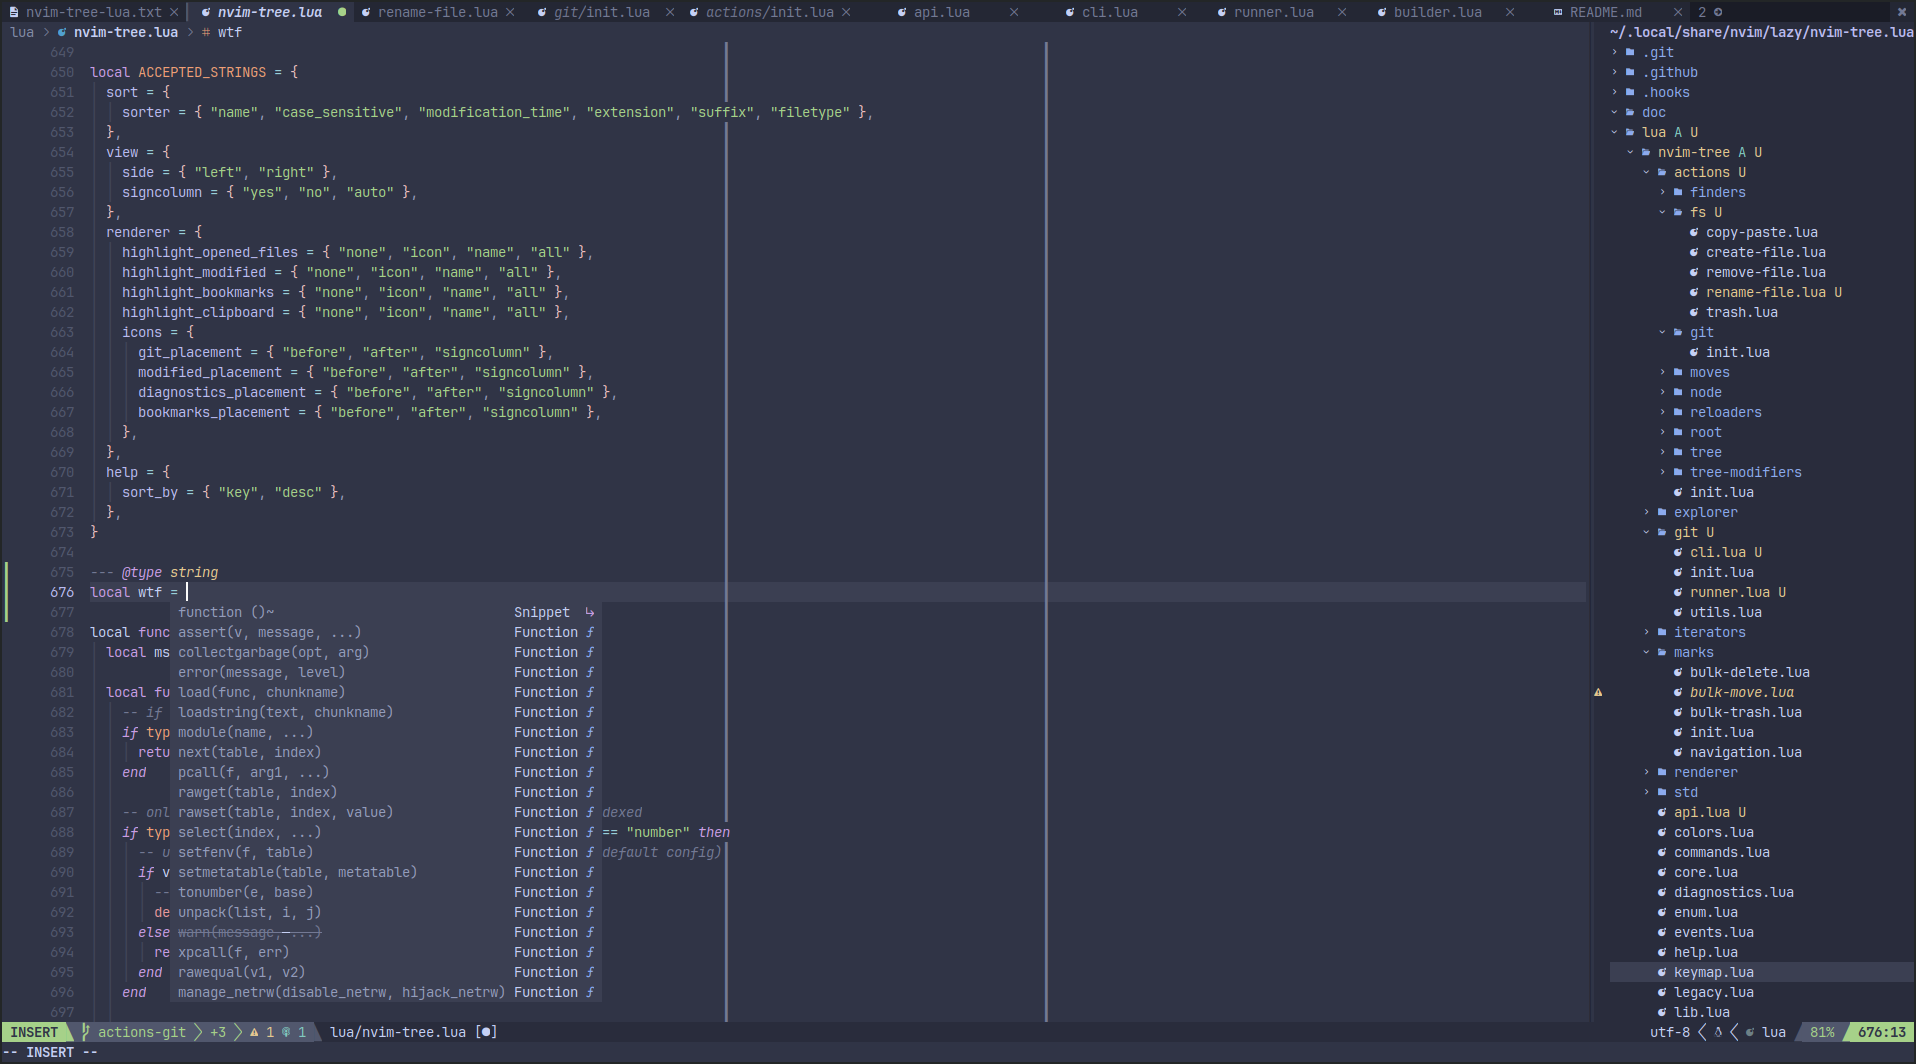 nvim-tree-lua.txt × nvim-tree.lua ● rename-file.lua × git/init.lua × actions/init.lua × api.lua × cli.lua × runner.lua × builder.lua × README.md × 2
lua > nvim-tree.lua > # wtf
649
650 local ACCEPTED_STRINGS = {
651 sort = {
652 sorter = { "name", "case_sensitive", "modification_time", "extension", "suffix", "filetype" },
653 },
654 view = {
655 side = { "left", "right" },
656 signcolumn = { "yes", "no", "auto" },
657 },
658 renderer = {
659 highlight_opened_files = { "none", "icon", "name", "all" },
660 highlight_modified = { "none", "icon", "name", "all" },
661 highlight_bookmarks = { "none", "icon", "name", "all" },
662 highlight_clipboard = { "none", "icon", "name", "all" },
663 icons = {
664 git_placement = { "before", "after", "signcolumn" },
665 modified_placement = { "before", "after", "signcolumn" },
666 diagnostics_placement = { "before", "after", "signcolumn" },
667 bookmarks_placement = { "before", "after", "signcolumn" },
668 },
669 },
670 help = {
671 sort_by = { "key", "desc" },
672 },
673 }
674
675 --- @type string
676 local wtf =
677 function ()~ Snippet
678 local func assert(v, message, ...) Function ƒ
679 local ms collectgarbage(opt, arg) Function ƒ
680 error(message, level) Function ƒ
681 local fu load(func, chunkname) Function ƒ
682 -- if loadstring(text, chunkname) Function ƒ
683 if typ module(name, ...) Function ƒ
684 retu next(table, index) Function ƒ
685 end pcall(f, arg1, ...) Function ƒ
686 rawget(table, index) Function ƒ
687 -- onl rawset(table, index, value) Function ƒ dexed
688 if typ select(index, ...) Function ƒ == "number" then
689 -- u setfenv(f, table) Function ƒ default config)
690 if v setmetatable(table, metatable) Function ƒ
691 -- tonumber(e, base) Function ƒ
692 de unpack(list, i, j) Function ƒ
693 else warn(message, ...) Function ƒ
694 re xpcall(f, err) Function ƒ
695 end rawequal(v1, v2) Function ƒ
696 end manage_netrw(disable_netrw, hijack_netrw) Function ƒ
697
~/.local/share/nvim/lazy/nvim-tree.lua
> .git
> .github
> .hooks
doc
lua A U
nvim-tree A U
actions U
> finders
fs U
copy-paste.lua
create-file.lua
remove-file.lua
rename-file.lua U
trash.lua
git
init.lua
> moves
> node
> reloaders
> root
> tree
> tree-modifiers
init.lua
> explorer
git U
cli.lua U
init.lua
runner.lua U
utils.lua
> iterators
marks
bulk-delete.lua
bulk-move.lua
bulk-trash.lua
init.lua
navigation.lua
> renderer
> std
api.lua U
colors.lua
commands.lua
core.lua
diagnostics.lua
enum.lua
events.lua
help.lua
keymap.lua
legacy.lua
lib.lua
INSERT actions-git +3 1 1 lua/nvim-tree.lua [●] utf-8 lua 81% 676:13
-- INSERT --